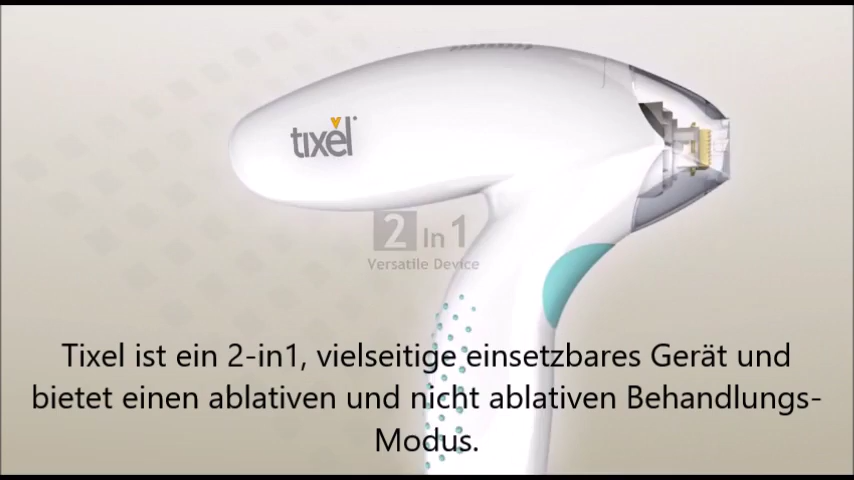 tixel
2 In 1
Versatile Device
Tixel ist ein 2-in1, vielseitige einsetzbares Gerät und
bietet einen ablativen und nicht ablativen Behandlungs-
Modus.